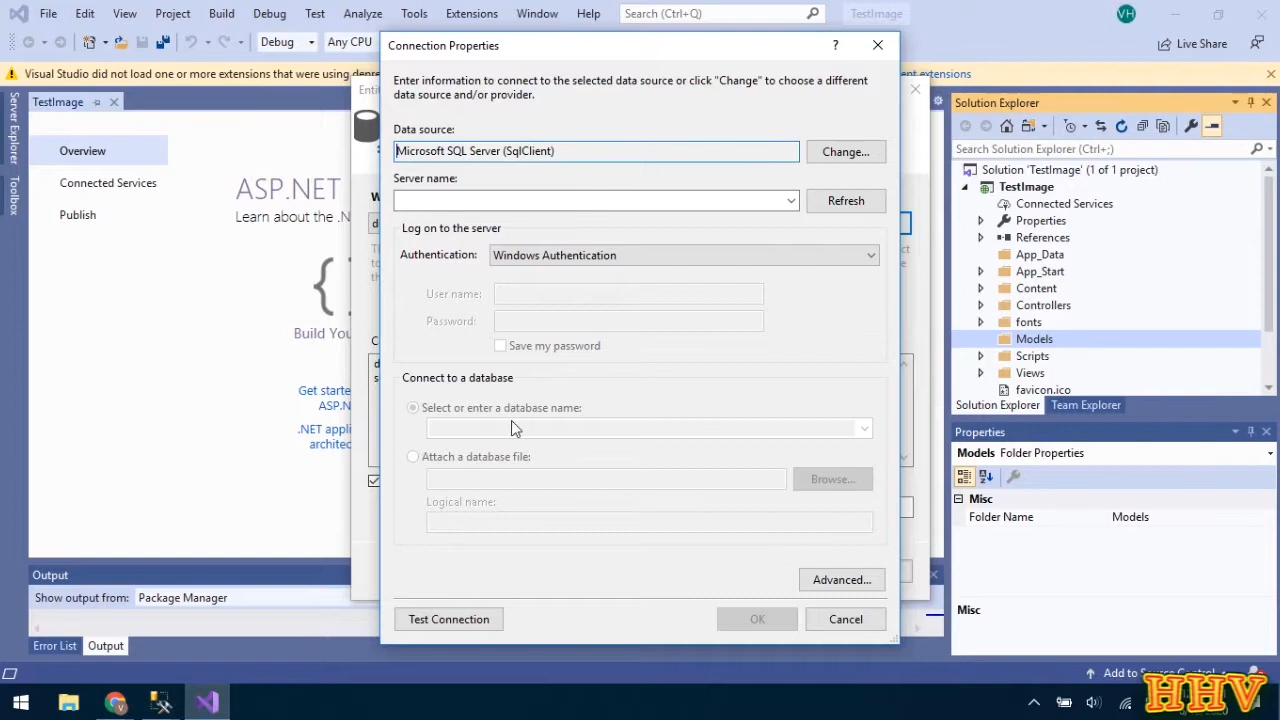 File Edit View Project Build Debug Test Analyze Tools Extensions Window Help Search (Ctrl+Q) TestImage VH
Debug Any CPU Live Share
Visual Studio did not load one or more extensions that were using depre
ent extensions
Server Explorer
Toolbox
TestImage
Overview
Connected Services
Publish
ASP.NET
Learn about the .N
{
Build You
Get starte
ASP.N
.NET appli
architec
Entit
Connection Properties
?
Enter information to connect to the selected data source or click "Change" to choose a different
data source and/or provider.
Data source:
Microsoft SQL Server (SqlClient) Change...
Server name:
Refresh
Log on to the server
Authentication: Windows Authentication
User name:
Password:
Save my password
Connect to a database
Select or enter a database name:
Attach a database file:
Browse...
Logical name:
Advanced...
Test Connection OK Cancel
Solution Explorer
Search Solution Explorer (Ctrl+;)
Solution 'TestImage' (1 of 1 project)
TestImage
Connected Services
Properties
References
App_Data
App_Start
Content
Controllers
fonts
Models
Scripts
Views
favicon.ico
Solution Explorer Team Explorer
Properties
Models Folder Properties
Misc
Folder Name Models
Misc
Output
Show output from: Package Manager
Error List Output
Add to Source Control
HHV